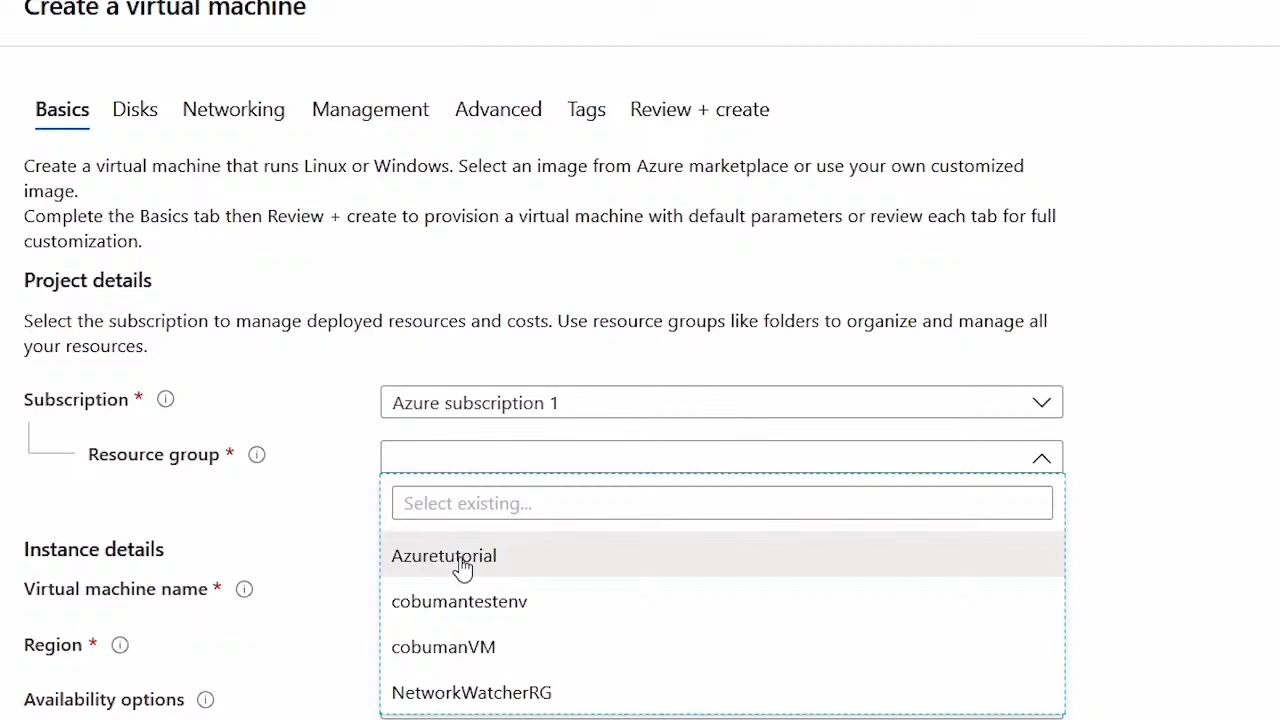 Create a virtual machine
Basics Disks Networking Management Advanced Tags Review + create
Create a virtual machine that runs Linux or Windows. Select an image from Azure marketplace or use your own customized
image.
Complete the Basics tab then Review + create to provision a virtual machine with default parameters or review each tab for full
customization.
Project details
Select the subscription to manage deployed resources and costs. Use resource groups like folders to organize and manage all
your resources.
Subscription * Azure subscription 1
Resource group *
Select existing...
Azuretutorial
cobumantestenv
cobumanVM
NetworkWatcherRG
Instance details
Virtual machine name *
Region *
Availability options